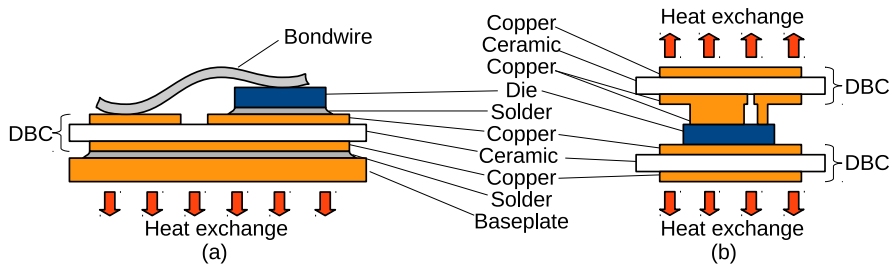 Bondwire
DBC
Heat exchange
(a)
Copper
Ceramic
Copper
Die
Solder
Copper
Ceramic
Copper
Solder
Baseplate
Heat exchange
DBC
DBC
Heat exchange
(b)